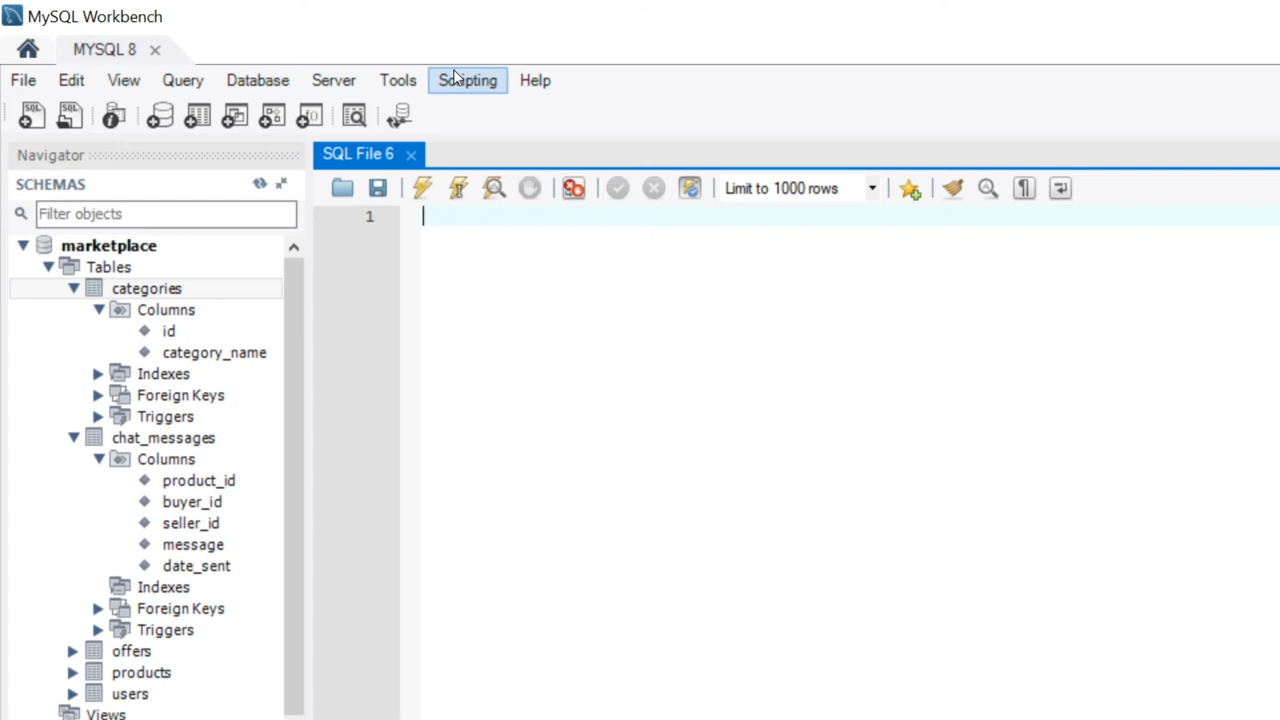 MySQL Workbench
MYSQL 8
File Edit View Query Database Server Tools Scripting Help
Navigator
SQL File 6
SCHEMAS
Limit to 1000 rows
Filter objects
1
marketplace
Tables
categories
Columns
id
category_name
Indexes
Foreign Keys
Triggers
chat_messages
Columns
product_id
buyer_id
seller_id
message
date_sent
Indexes
Foreign Keys
Triggers
offers
products
users
Views